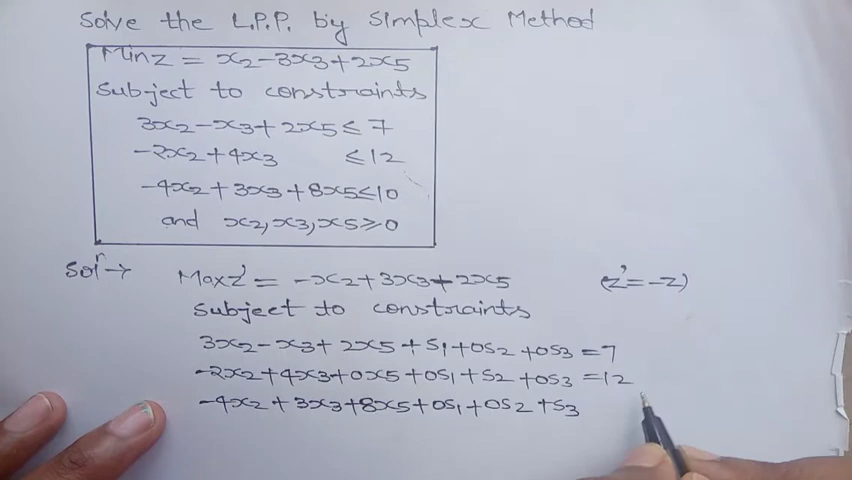 Solve the L.P.P. by Simplex Method
Min z = x2 - 3x3 + 2x5
Subject to constraints
3x2 - x3 + 2x5 ≤ 7
-2x2 + 4x3 ≤ 12
-4x2 + 3x3 + 8x5 ≤ 10
and x2, x3, x5 ≥ 0
Solⁿ → Max z' = -x2 + 3x3 - 2x5 (z' = -z)
Subject to constraints
3x2 - x3 + 2x5 + s1 + 0s2 + 0s3 = 7
-2x2 + 4x3 + 0x5 + 0s1 + s2 + 0s3 = 12
-4x2 + 3x3 + 8x5 + 0s1 + 0s2 + s3